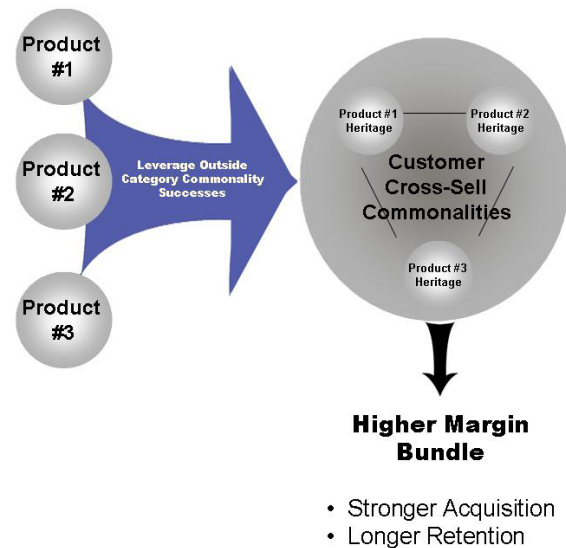 Product
#1
Product
#2
Product
#3
Leverage Outside
Category Commonality
Successes
Product #1
Heritage
Product #2
Heritage
Customer
Cross-Sell
Commonalities
Product #3
Heritage
Higher Margin
Bundle
• Stronger Acquisition
• Longer Retention